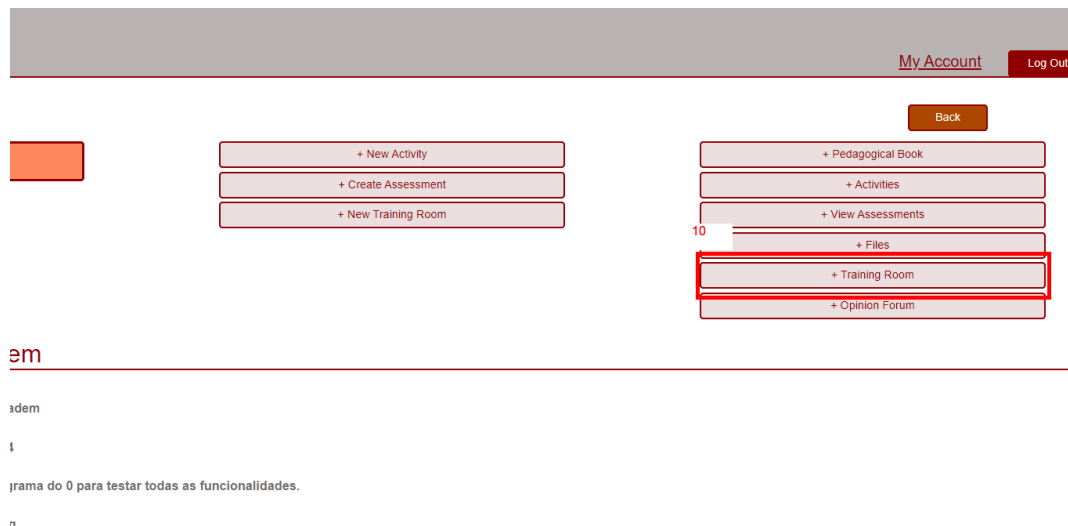 My Account
Log Out
Back
+ New Activity
+ Create Assessment
+ New Training Room
+ Pedagogical Book
+ Activities
+ View Assessments
10
+ Files
+ Training Room
+ Opinion Forum
em
adem
4
grama do 0 para testar todas as funcionalidades.